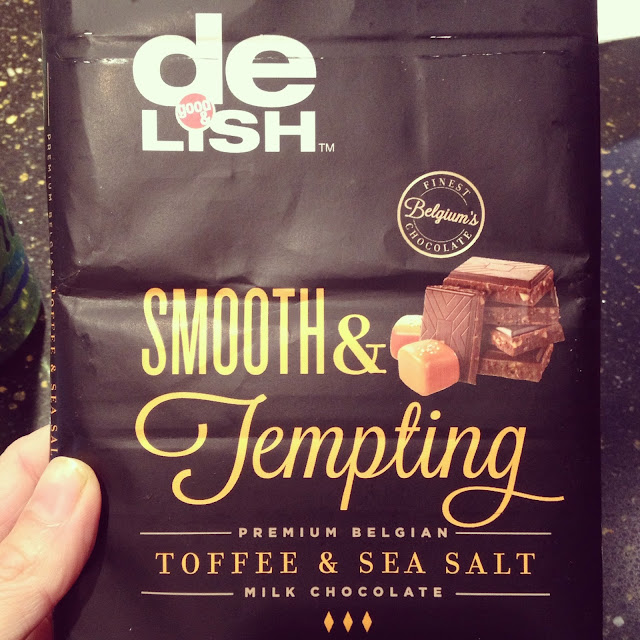 de
good &
LISH™
FINEST
Belgium's
CHOCOLATE
SMOOTH &
Tempting
PREMIUM BELGIAN
TOFFEE & SEA SALT
MILK CHOCOLATE